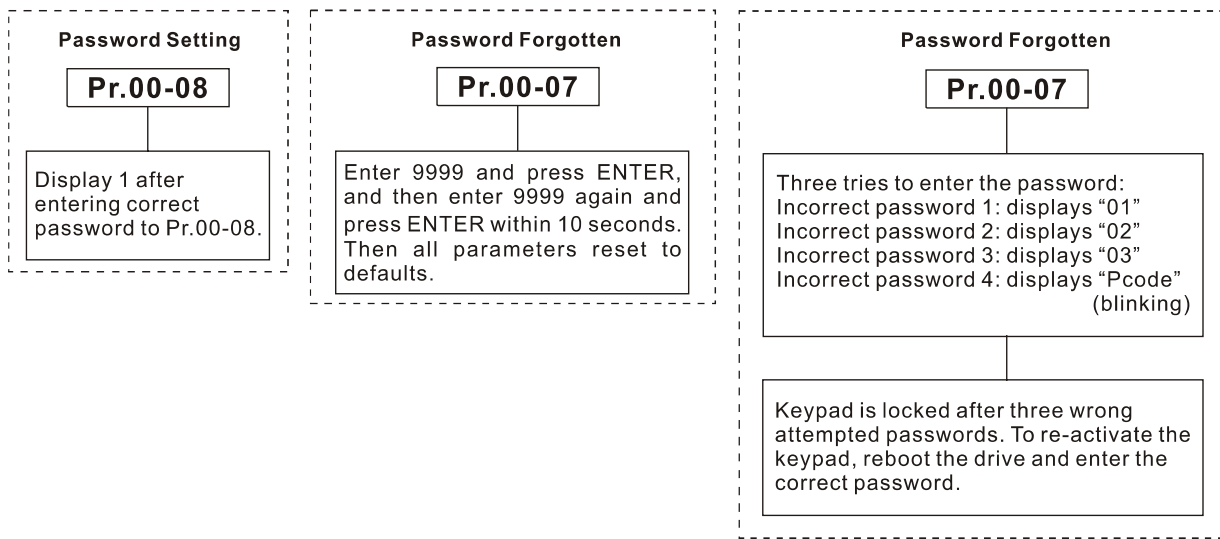 Password Setting
Pr.00-08
Display 1 after
entering correct
password to Pr.00-08.
Password Forgotten
Pr.00-07
Enter 9999 and press ENTER,
and then enter 9999 again and
press ENTER within 10 seconds.
Then all parameters reset to
defaults.
Password Forgotten
Pr.00-07
Three tries to enter the password:
Incorrect password 1: displays “01”
Incorrect password 2: displays “02”
Incorrect password 3: displays “03”
Incorrect password 4: displays “Pcode”
(blinking)
Keypad is locked after three wrong
attempted passwords. To re-activate the
keypad, reboot the drive and enter the
correct password.